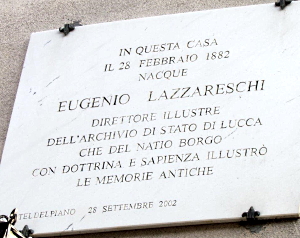 IN QUESTA CASA
IL 28 FEBBRAIO 1882
NACQUE
EUGENIO LAZZARESCHI
DIRETTORE ILLUSTRE
DELL'ARCHIVIO DI STATO DI LUCCA
CHE DEL NATIO BORGO
CON DOTTRINA E SAPIENZA ILLUSTRÒ
LE MEMORIE ANTICHE
28 SETTEMBRE 2002